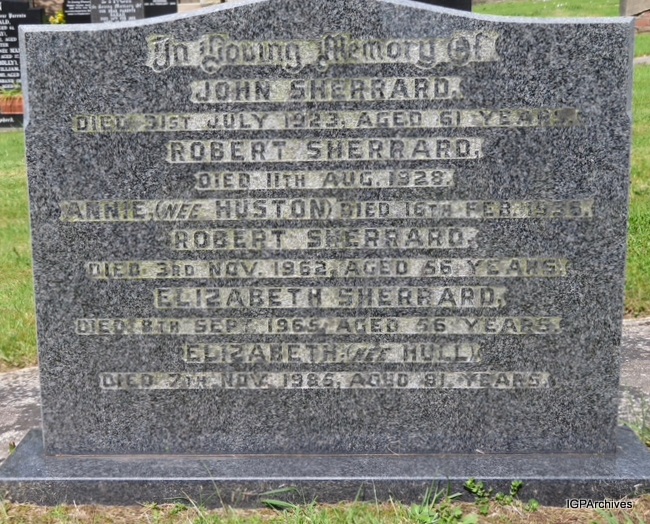 In Loving Memory Of
JOHN SHERRARD,
DIED 31ST JULY 1923, AGED 61 YEARS.
ROBERT SHERRARD,
DIED 11TH AUG. 1928.
ANNIE, (NEE HUSTON) DIED 16TH FEB.
ROBERT SHERRARD,
DIED 3RD NOV. 1962, AGED 56 YEARS.
ELIZABETH SHERRARD,
DIED 8TH SEPT. 1965, AGED 56 YEARS.
ELIZABETH (NEE HULL)
DIED 7TH NOV. 1985, AGED 81 YEARS.
IGPArchives